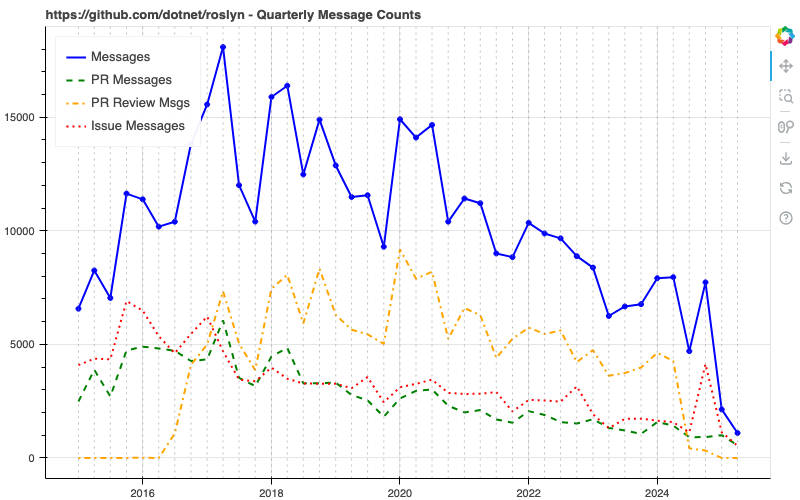 https://github.com/dotnet/roslyn - Quarterly Message Counts
Messages
PR Messages
PR Review Msgs
Issue Messages
15000
10000
5000
0
2016
2018
2020
2022
2024